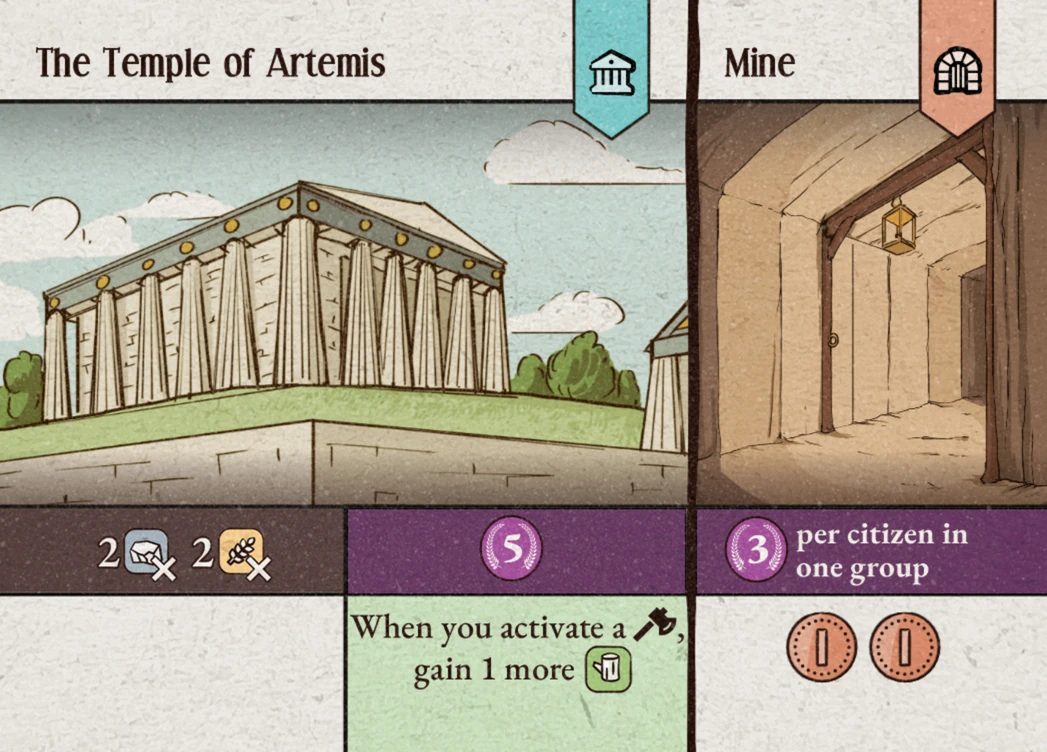 The Temple of Artemis
2 2
5
When you activate a ,
gain 1 more
Mine
3 per citizen in
one group
I I